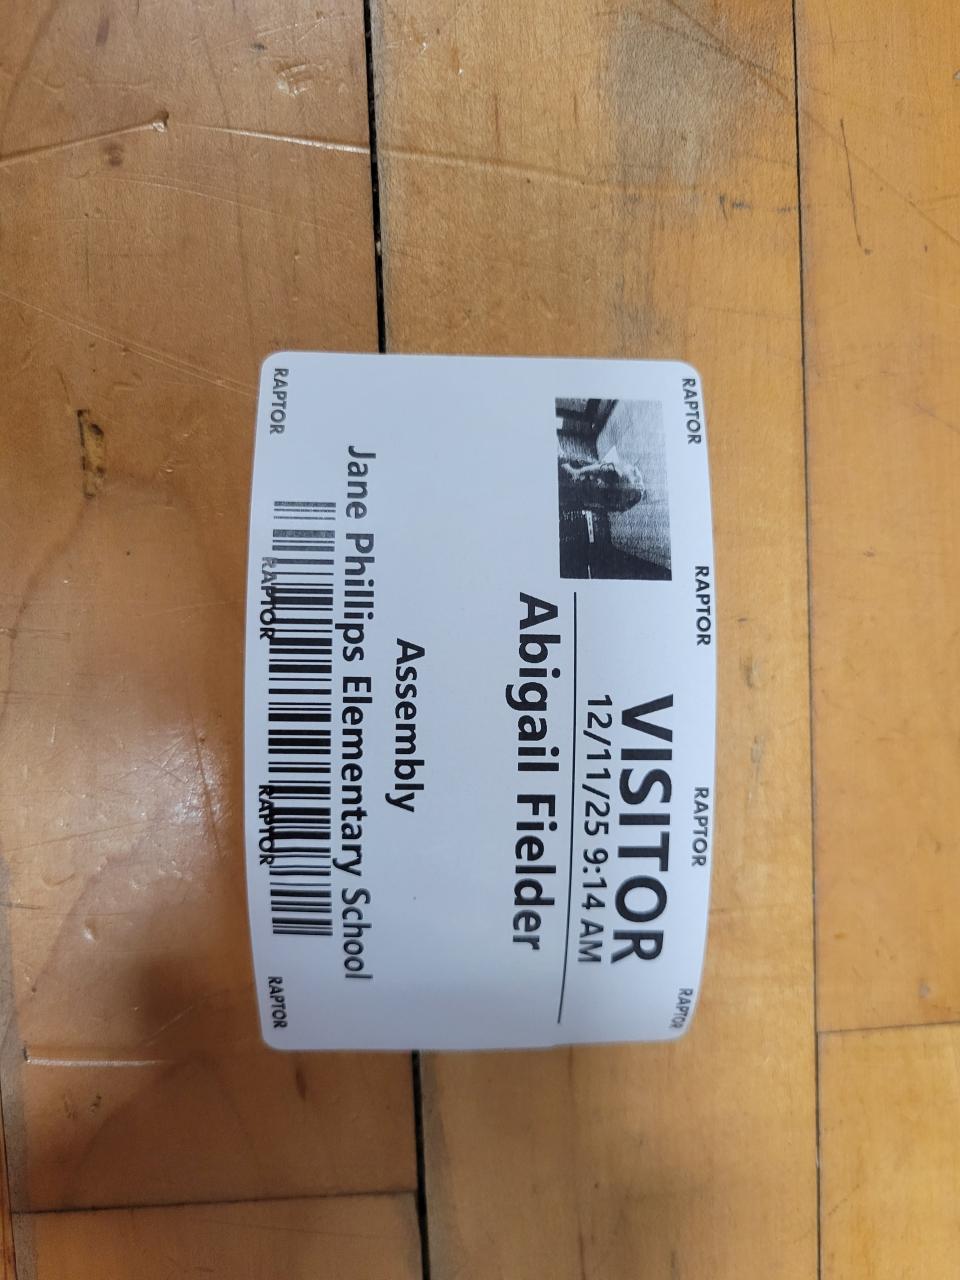 RAPTOR RAPTOR RAPTOR RAPTOR
VISITOR
12/11/25 9:14 AM
Abigail Fielder
Assembly
Jane Phillips Elementary School
RAPTOR RAPTOR RAPTOR RAPTOR